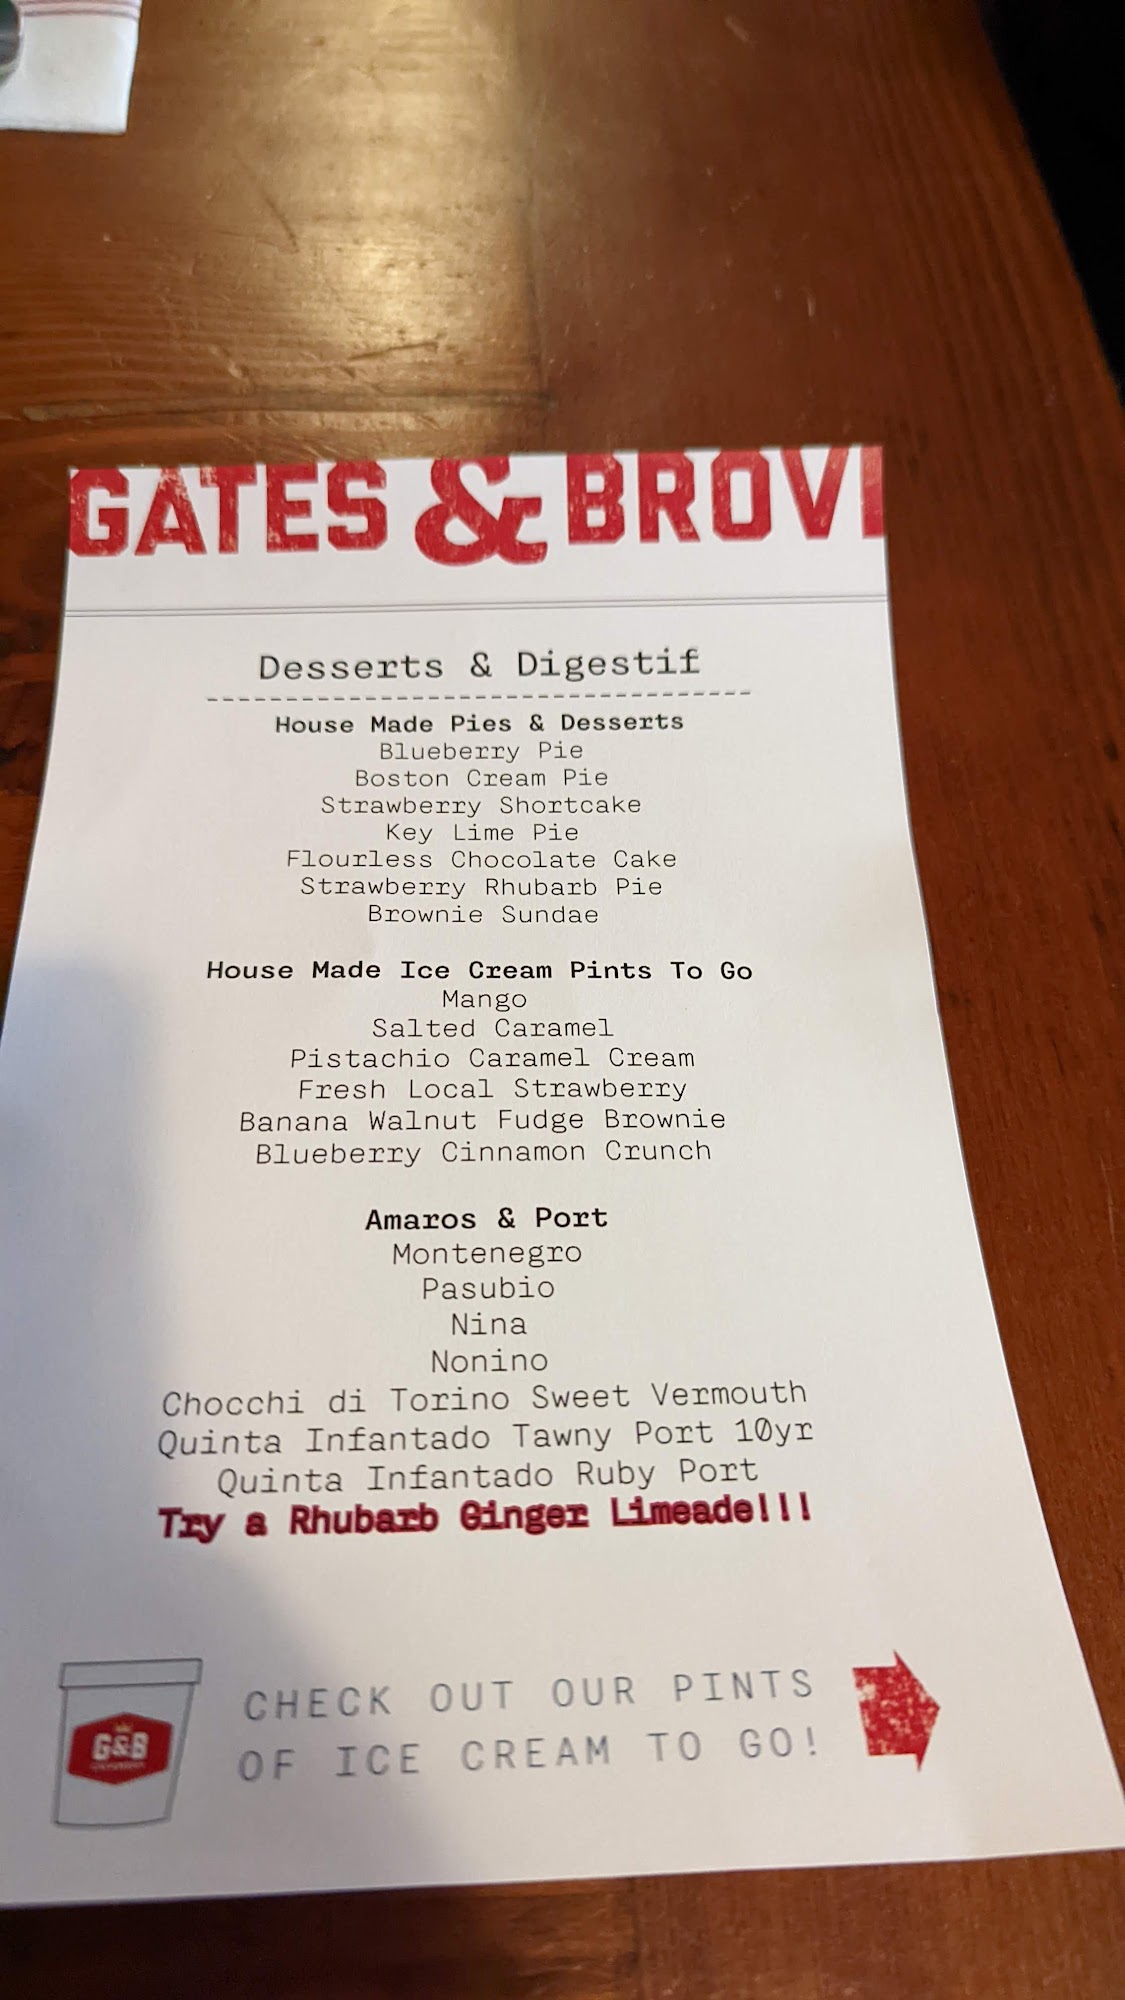 GATES & BROVI
Desserts & Digestif
-----------------------------------
House Made Pies & Desserts
Blueberry Pie
Boston Cream Pie
Strawberry Shortcake
Key Lime Pie
Flourless Chocolate Cake
Strawberry Rhubarb Pie
Brownie Sundae
House Made Ice Cream Pints To Go
Mango
Salted Caramel
Pistachio Caramel Cream
Fresh Local Strawberry
Banana Walnut Fudge Brownie
Blueberry Cinnamon Crunch
Amaros & Port
Montenegro
Pasubio
Nina
Nonino
Chocchi di Torino Sweet Vermouth
Quinta Infantado Tawny Port 10yr
Quinta Infantado Ruby Port
Try a Rhubarb Ginger Limeade!!!
CHECK OUT OUR PINTS
OF ICE CREAM TO GO!
G&B